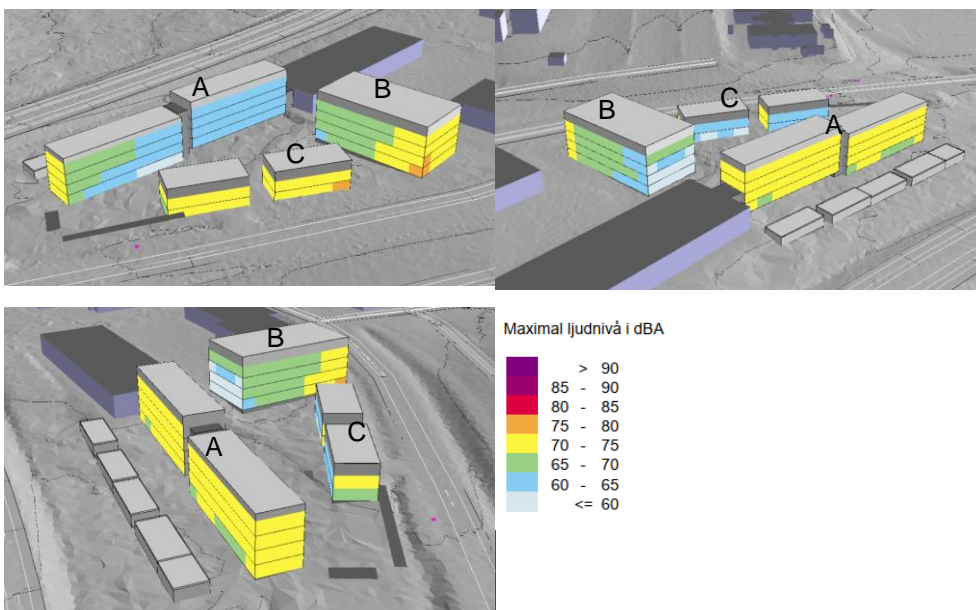 A
B
C
B
C
A
B
A
C
Maximal ljudnivå i dBA
> 90
85 - 90
80 - 85
75 - 80
70 - 75
65 - 70
60 - 65
<= 60